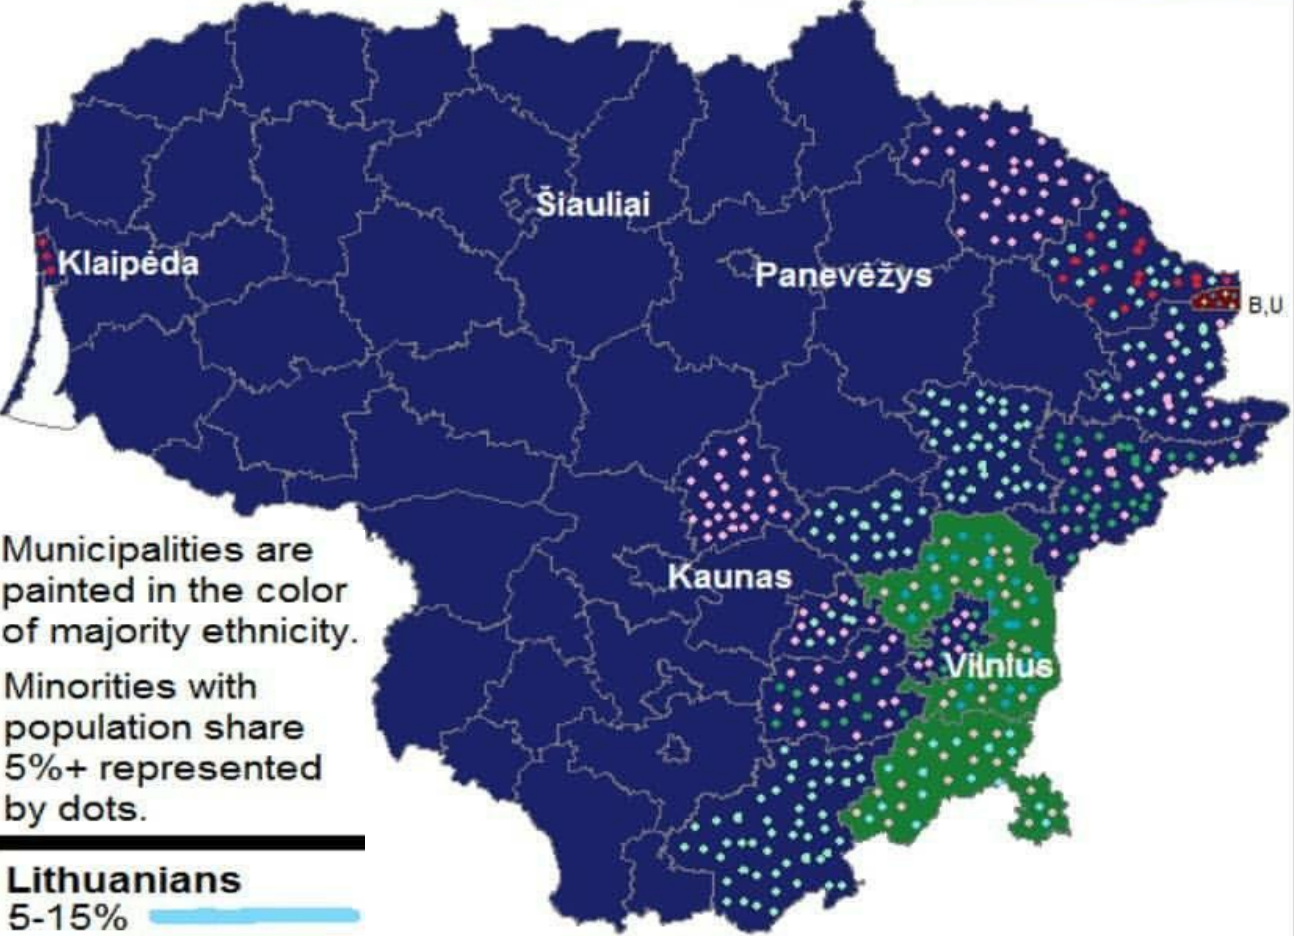 Šiauliai
Klaipėda
Panevėžys
B,U
Kaunas
Vilnius
Municipalities are
painted in the color
of majority ethnicity.
Minorities with
population share
5%+ represented
by dots.
Lithuanians
5-15%